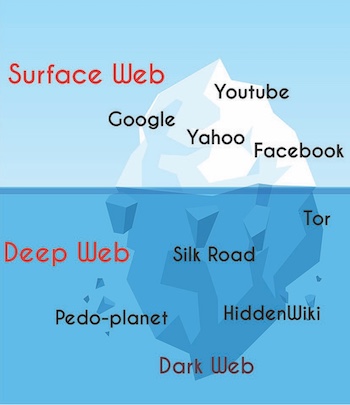 Surface Web
Youtube
Google
Yahoo
Facebook
Tor
Deep Web
Silk Road
Pedo-planet
HiddenWiki
Dark Web